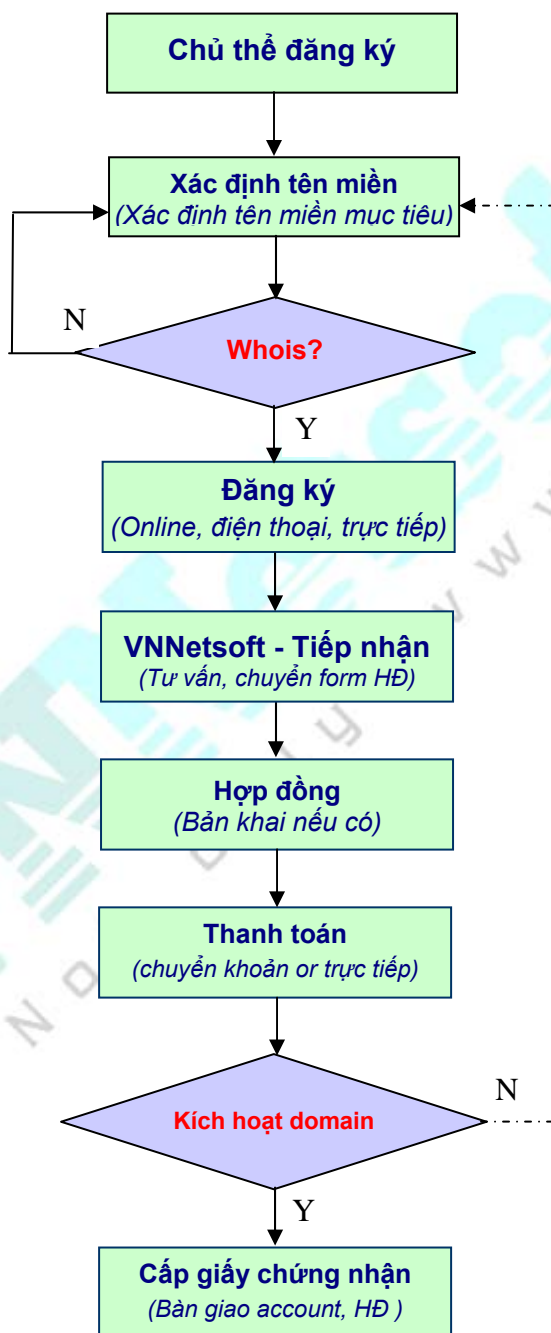 Chủ thể đăng ký
Xác định tên miền
(Xác định tên miền mục tiêu)
N
Whois?
Y
Đăng ký
(Online, điện thoại, trực tiếp)
VNNetsoft - Tiếp nhận
(Tư vấn, chuyển form HĐ)
Hợp đồng
(Bản khai nếu có)
Thanh toán
(chuyển khoản or trực tiếp)
N
Kích hoạt domain
Y
Cấp giấy chứng nhận
(Bàn giao account, HĐ )